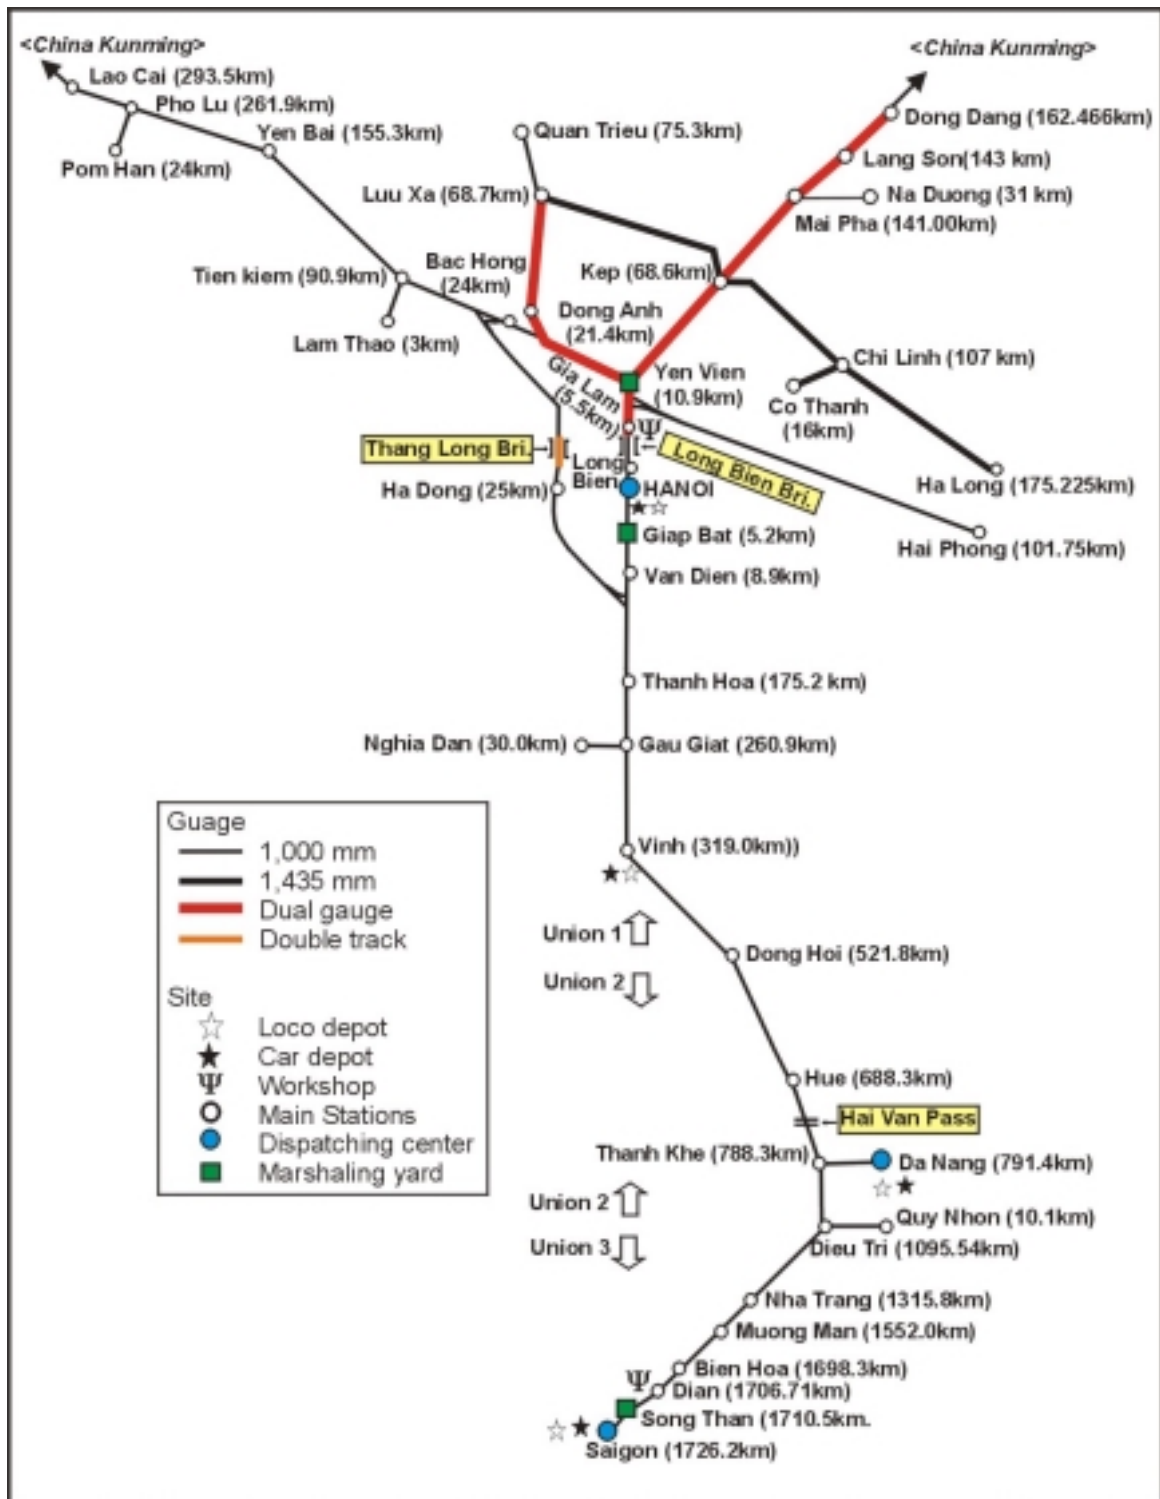 <China Kunming>
<China Kunming>
Lao Cai (293.5km)
Pho Lu (261.9km)
Yen Bai (155.3km)
Pom Han (24km)
Quan Trieu (75.3km)
Dong Dang (162.466km)
Lang Son(143 km)
Na Duong (31 km)
Mai Pha (141.00km)
Luu Xa (68.7km)
Bac Hong
(24km)
Kep (68.6km)
Tien kiem (90.9km)
Dong Anh
(21.4km)
Lam Thao (3km)
Gia Lam
(5.5km)
Yen Vien
(10.9km)
Chi Linh (107 km)
Co Thanh
(16km)
Ψ
Thang Long Bri.
Long Bien Bri.
Long
Bien
Ha Dong (25km)
HANOI
Ha Long (175.225km)
Giap Bat (5.2km)
Hai Phong (101.75km)
Van Dien (8.9km)
Thanh Hoa (175.2 km)
Nghia Dan (30.0km)
Gau Giat (260.9km)
Vinh (319.0km))
Guage
1,000 mm
1,435 mm
Dual gauge
Double track
Site
Loco depot
Car depot
Ψ Workshop
Main Stations
Dispatching center
Marshaling yard
Union 1
Union 2
Dong Hoi (521.8km)
Hue (688.3km)
Hai Van Pass
Thanh Khe (788.3km)
Da Nang (791.4km)
Union 2
Union 3
Quy Nhon (10.1km)
Dieu Tri (1095.54km)
Nha Trang (1315.8km)
Muong Man (1552.0km)
Bien Hoa (1698.3km)
Ψ
Dian (1706.71km)
Song Than (1710.5km.
Saigon (1726.2km)